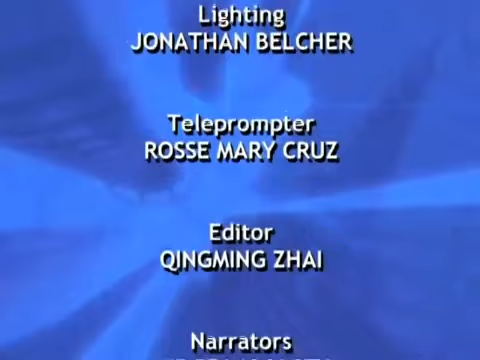 Lighting
JONATHAN BELCHER
Teleprompter
ROSSE MARY CRUZ
Editor
QINGMING ZHAI
Narrators